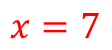 x = 7